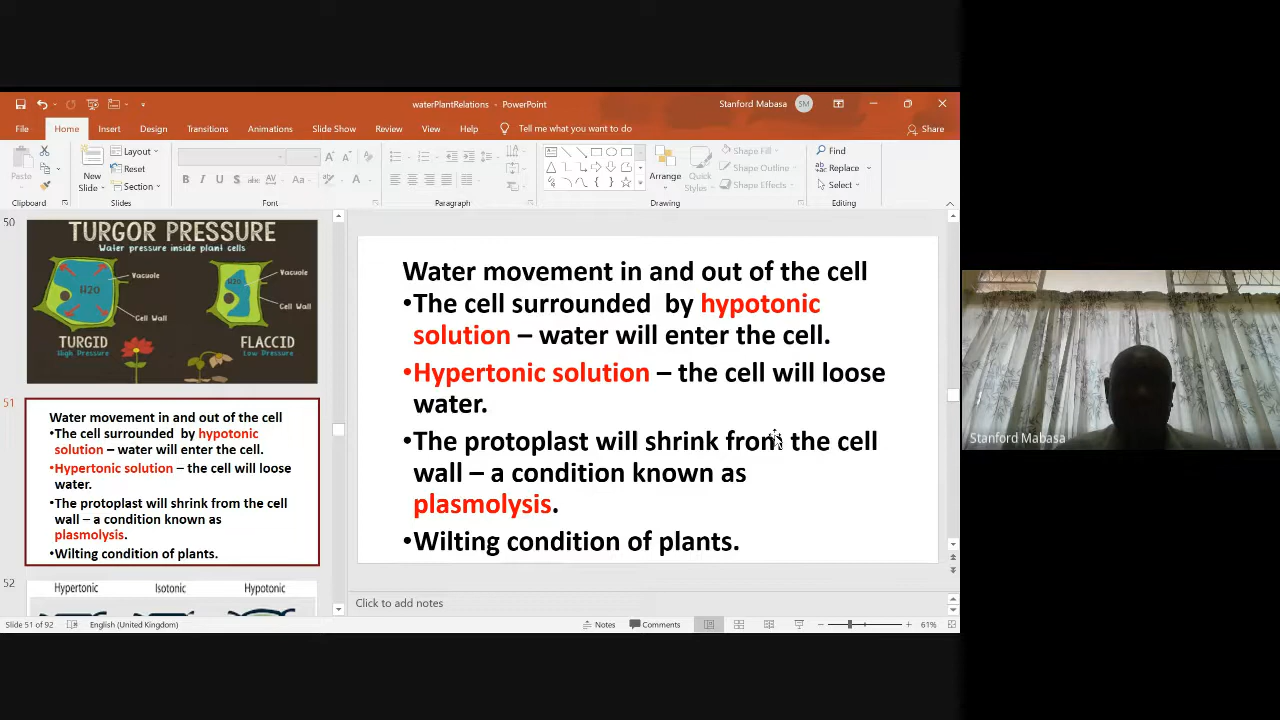 waterPlantRelations - PowerPoint
Stanford Mabasa
SM
File
Home
Insert
Design
Transitions
Animations
Slide Show
Review
View
Help
Tell me what you want to do
Share
Paste
New
Slide
Layout
Reset
Section
B I U S abc AV Aa A
Arrange
Quick
Styles
Shape Fill
Shape Outline
Shape Effects
Find
Replace
Select
Clipboard
Slides
Font
Paragraph
Drawing
Editing
50
TURGOR PRESSURE
Water pressure inside plant cells
Vacuole
H2O
Cell Wall
TURGID
High Pressure
Vacuole
H2O
Cell Wall
FLACCID
Low Pressure
51
Water movement in and out of the cell
•The cell surrounded by hypotonic
solution – water will enter the cell.
•Hypertonic solution – the cell will loose
water.
•The protoplast will shrink from the cell
wall – a condition known as
plasmolysis.
•Wilting condition of plants.
52
Hypertonic
Isotonic
Hypotonic
Water movement in and out of the cell
•The cell surrounded by hypotonic
solution – water will enter the cell.
•Hypertonic solution – the cell will loose
water.
•The protoplast will shrink from the cell
wall – a condition known as
plasmolysis.
•Wilting condition of plants.
Click to add notes
Slide 51 of 92
English (United Kingdom)
Notes
Comments
61%
Stanford Mabasa